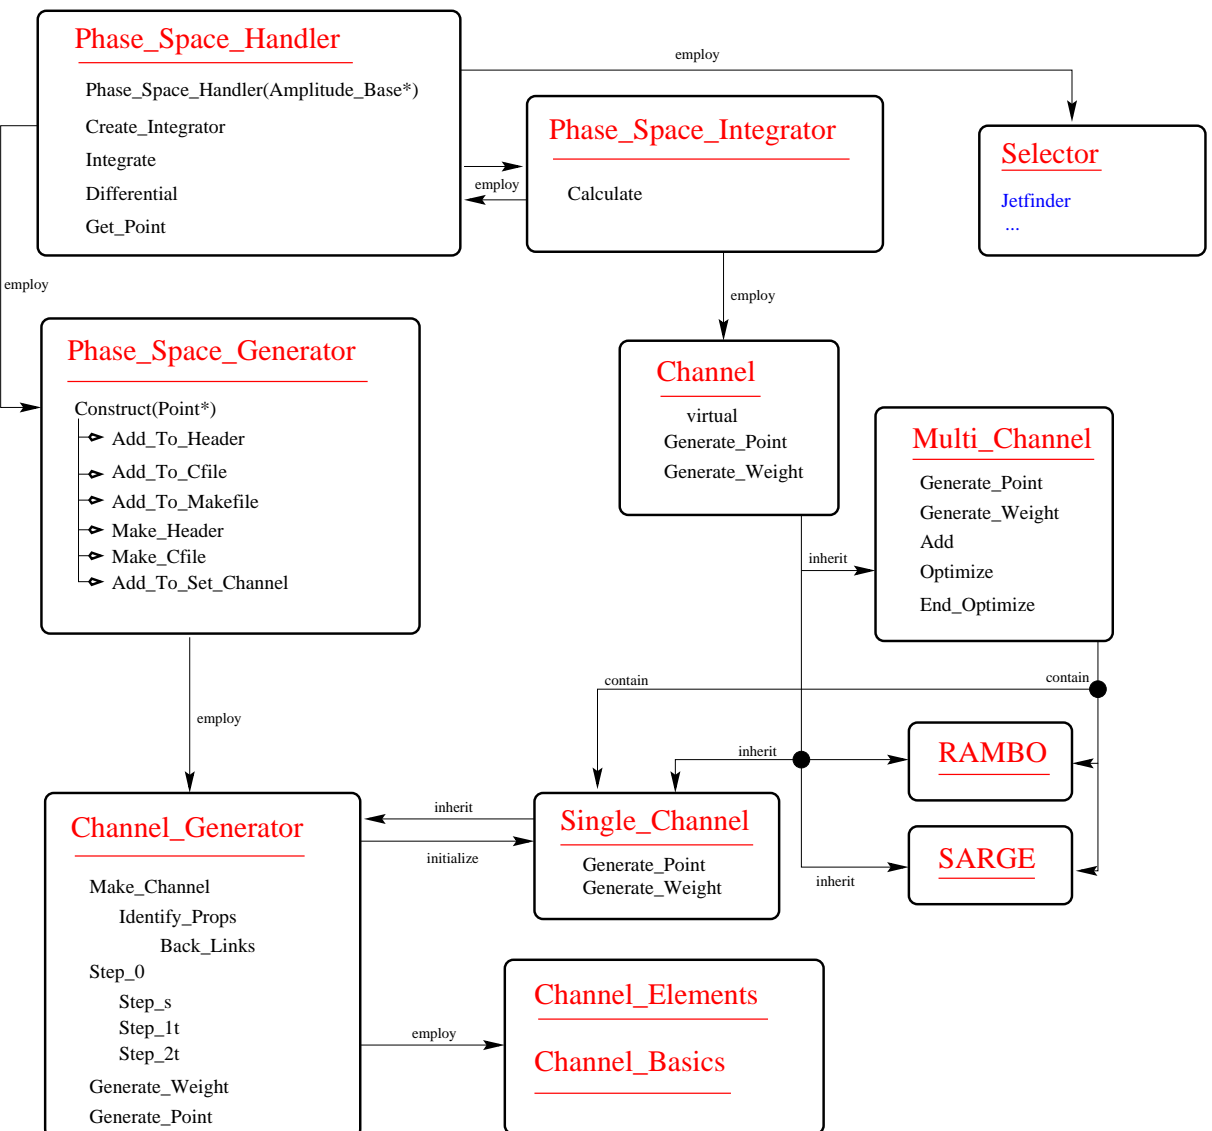 Phase_Space_Handler
Phase_Space_Handler(Amplitude_Base*)
Create_Integrator
Integrate
Differential
Get_Point
employ
Phase_Space_Integrator
Calculate
employ
Selector
Jetfinder
...
employ
employ
Phase_Space_Generator
Construct(Point*)
Add_To_Header
Add_To_Cfile
Add_To_Makefile
Make_Header
Make_Cfile
Add_To_Set_Channel
employ
Channel
virtual
Generate_Point
Generate_Weight
inherit
Multi_Channel
Generate_Point
Generate_Weight
Add
Optimize
End_Optimize
contain
contain
employ
inherit
RAMBO
inherit
SARGE
Channel_Generator
Make_Channel
Identify_Props
Back_Links
Step_0
Step_s
Step_1t
Step_2t
Generate_Weight
Generate_Point
inherit
initialize
Single_Channel
Generate_Point
Generate_Weight
employ
Channel_Elements
Channel_Basics